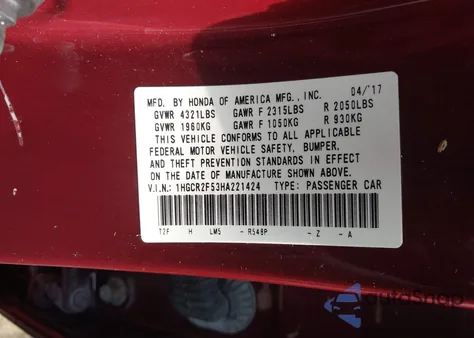 MFD. BY HONDA OF AMERICA MFG., INC. 04/'17
GVWR 4321LBS GAWR F 2315LBS R 2050LBS
GVWR 1960KG GAWR F 1050KG R 930KG
THIS VEHICLE CONFORMS TO ALL APPLICABLE
FEDERAL MOTOR VEHICLE SAFETY, BUMPER,
AND THEFT PREVENTION STANDARDS IN EFFECT
ON THE DATE OF MANUFACTURE SHOWN ABOVE.
V.I.N.: 1HGCR2F53HA221424 TYPE: PASSENGER CAR
T2F H LM5 - R548P - Z - A
AutoSnap